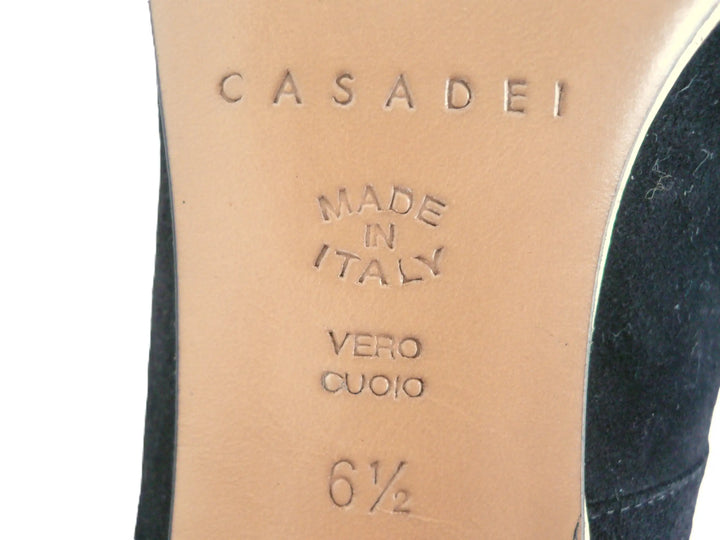 CASADEI
MADE
IN
ITALY
VERO
CUOIO
6½